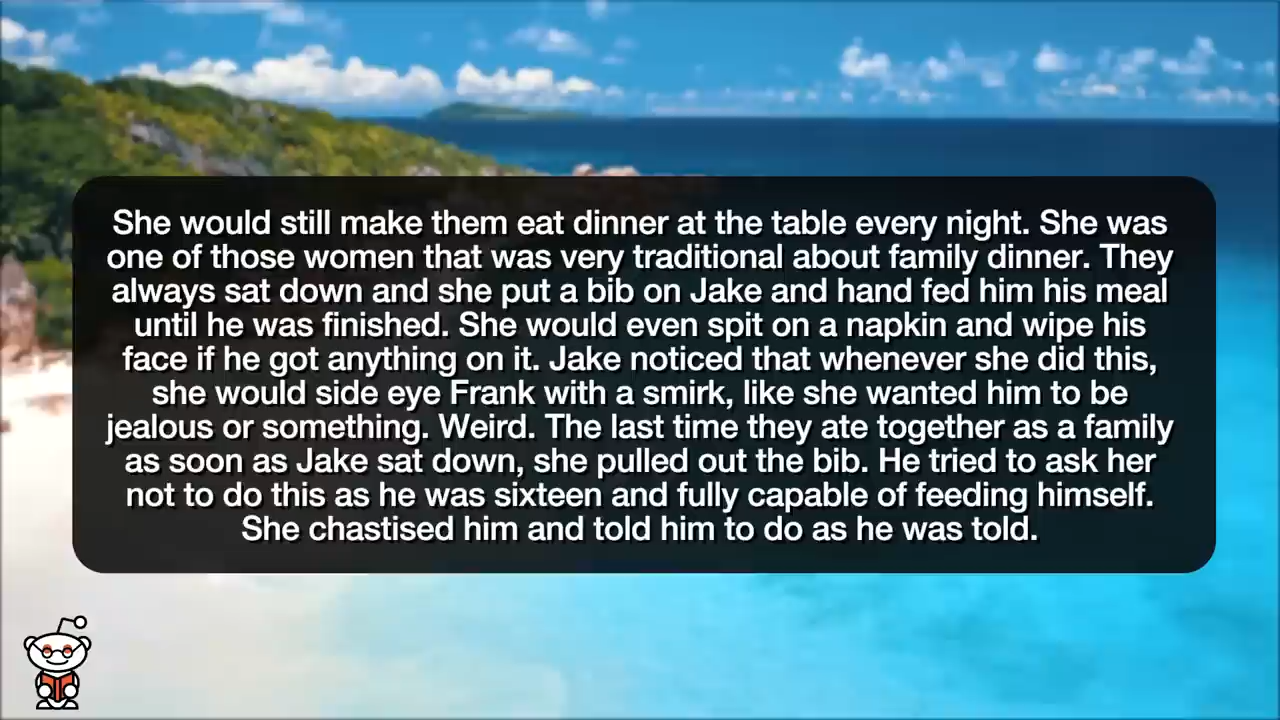 She would still make them eat dinner at the table every night. She was
one of those women that was very traditional about family dinner. They
always sat down and she put a bib on Jake and hand fed him his meal
until he was finished. She would even spit on a napkin and wipe his
face if he got anything on it. Jake noticed that whenever she did this,
she would side eye Frank with a smirk, like she wanted him to be
jealous or something. Weird. The last time they ate together as a family
as soon as Jake sat down, she pulled out the bib. He tried to ask her
not to do this as he was sixteen and fully capable of feeding himself.
She chastised him and told him to do as he was told.